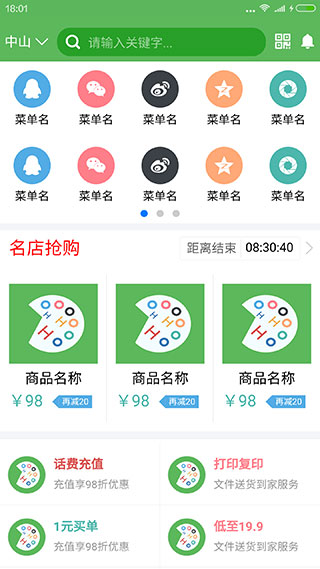 18:01
中山
请输入关键字...
菜单名 菜单名 菜单名 菜单名 菜单名
菜单名 菜单名 菜单名 菜单名 菜单名
名店抢购 距离结束 08:30:40
商品名称 商品名称 商品名称
￥98 再减20 ￥98 再减20 ￥98 再减20
话费充值 打印复印
充值享98折优惠 文件送货到家服务
1元买单 低至19.9
充值享98折优惠 文件送货到家服务